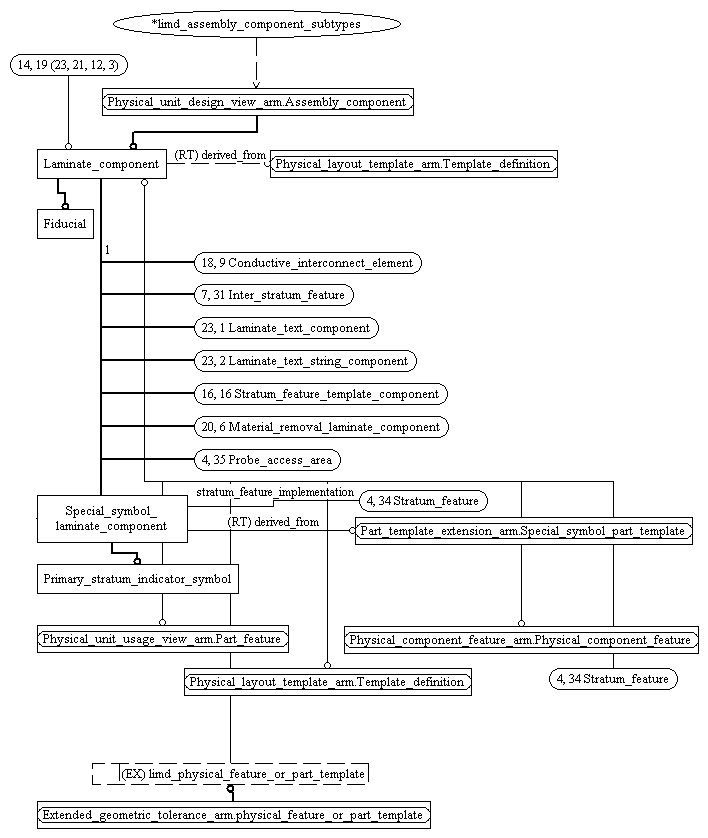 *limd_assembly_component_subtypes
14, 19 (23, 21, 12, 3)
Physical_unit_design_view_arm.Assembly_component
(RT) derived_from
Laminate_component
Physical_layout_template_arm.Template_definition
Fiducial
1
18, 9 Conductive_interconnect_element
7, 31 Inter_stratum_feature
23, 1 Laminate_text_component
23, 2 Laminate_text_string_component
16, 16 Stratum_feature_template_component
20, 6 Material_removal_laminate_component
4, 35 Probe_access_area
stratum_feature_implementation
4, 34 Stratum_feature
Special_symbol_
laminate_component
(RT) derived_from
Part_template_extension_arm.Special_symbol_part_template
Primary_stratum_indicator_symbol
Physical_unit_usage_view_arm.Part_feature
Physical_component_feature_arm.Physical_component_feature
Physical_layout_template_arm.Template_definition
4, 34 Stratum_feature
(EX) limd_physical_feature_or_part_template
Extended_geometric_tolerance_arm.physical_feature_or_part_template